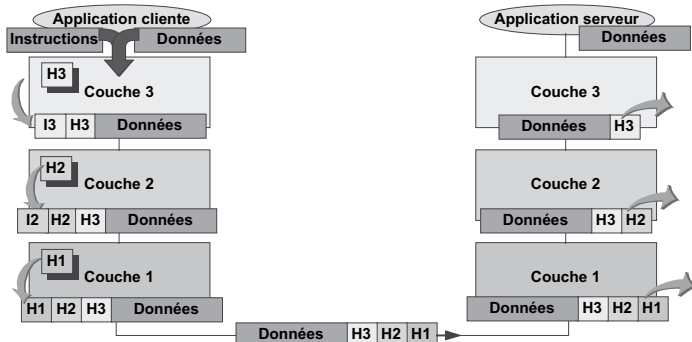 Application cliente
Instructions
Données
H3
Couche 3
I3 H3 Données
H2
Couche 2
I2 H2 H3 Données
H1
Couche 1
H1 H2 H3 Données
Données H3 H2 H1
Application serveur
Données
Couche 3
Données H3
Couche 2
Données H3 H2
Couche 1
Données H3 H2 H1